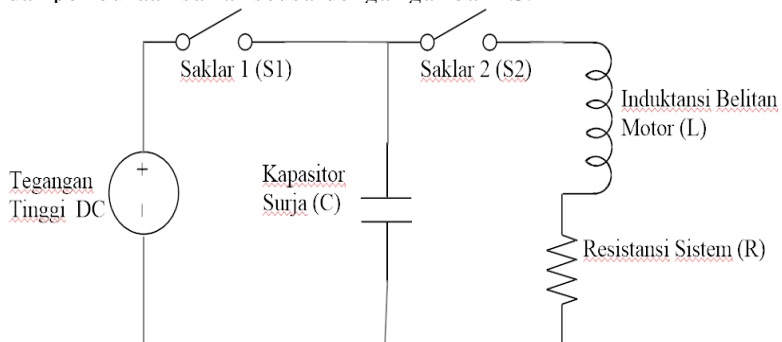 Saklar 1 (S1)
Saklar 2 (S2)
Induktansi Belitan
Motor (L)
Tegangan
Tinggi DC
+
Kapasitor
Surja (C)
Resistansi Sistem (R)